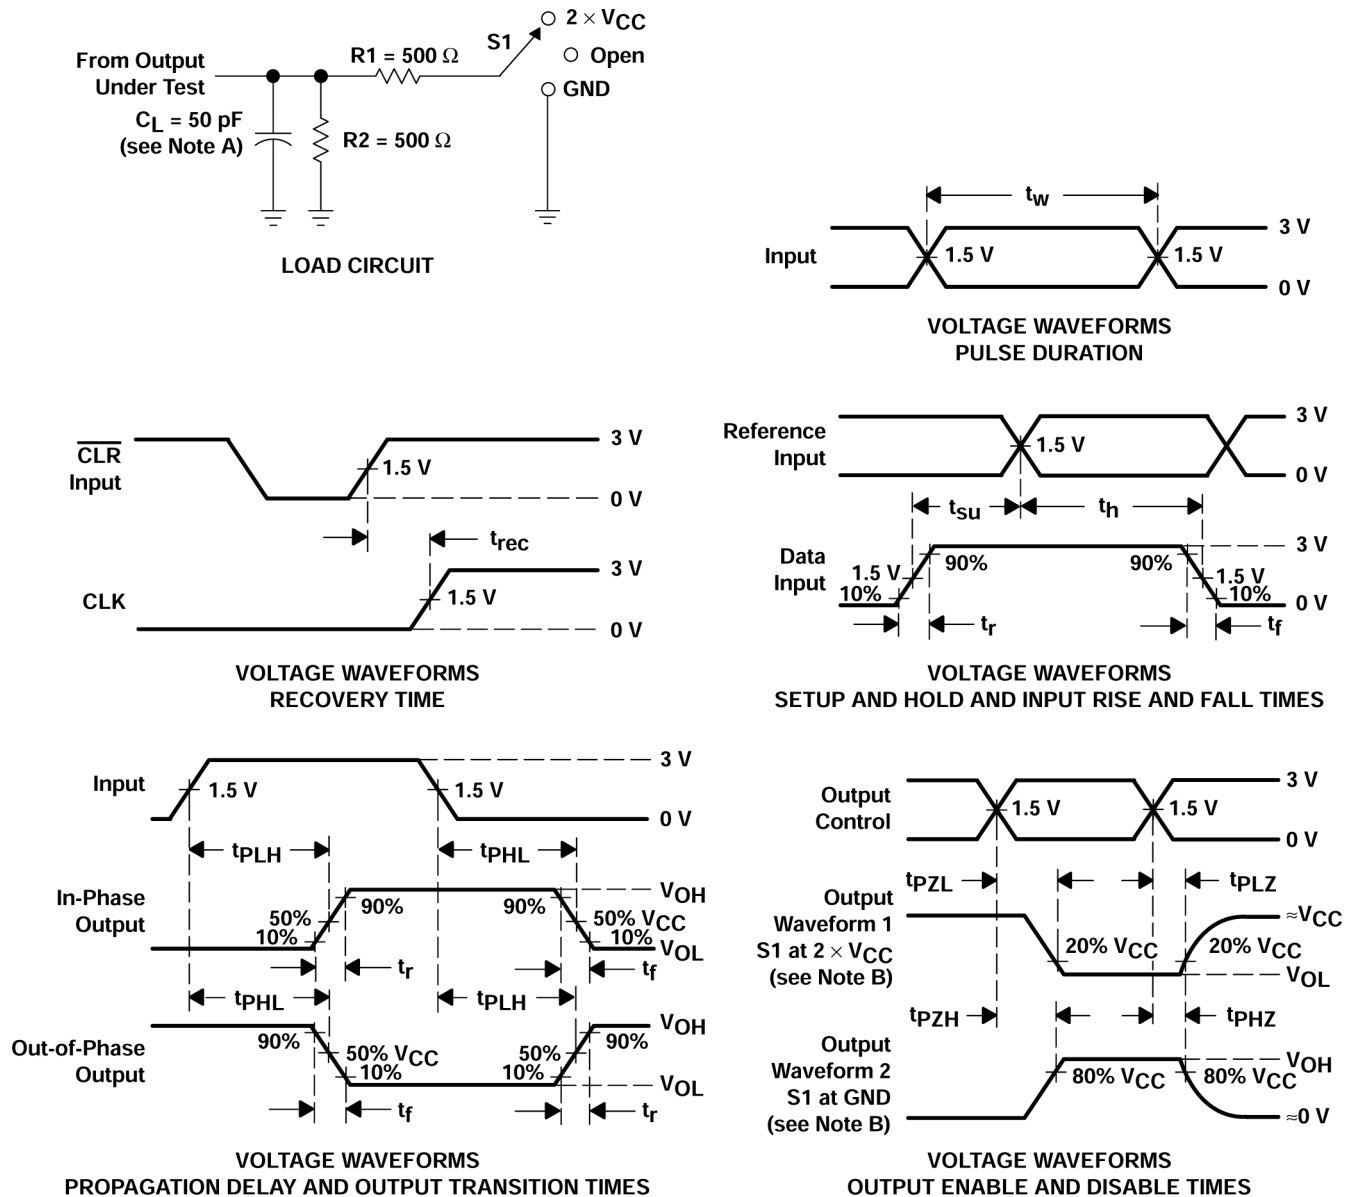 2 × VCC
S1
Open
GND
From Output
Under Test
R1 = 500 Ω
CL = 50 pF
(see Note A)
R2 = 500 Ω
LOAD CIRCUIT
tw
3 V
Input
1.5 V
1.5 V
0 V
VOLTAGE WAVEFORMS
PULSE DURATION
CLR
Input
3 V
1.5 V
0 V
trec
CLK
3 V
1.5 V
0 V
VOLTAGE WAVEFORMS
RECOVERY TIME
Reference
Input
3 V
1.5 V
0 V
tsu
th
Data
Input
3 V
90%
90%
1.5 V
1.5 V
10%
10%
0 V
tr
tf
VOLTAGE WAVEFORMS
SETUP AND HOLD AND INPUT RISE AND FALL TIMES
Input
3 V
1.5 V
1.5 V
0 V
tPLH
tPHL
In-Phase
Output
VOH
90%
90%
50%
50% VCC
10%
10%
VOL
tr
tf
tPHL
tPLH
Out-of-Phase
Output
VOH
90%
90%
50% VCC
50%
10%
10%
VOL
tf
tr
VOLTAGE WAVEFORMS
PROPAGATION DELAY AND OUTPUT TRANSITION TIMES
Output
Control
3 V
1.5 V
1.5 V
0 V
tPZL
tPLZ
Output
Waveform 1
S1 at 2 × VCC
(see Note B)
≈VCC
20% VCC
20% VCC
VOL
tPZH
tPHZ
Output
Waveform 2
S1 at GND
(see Note B)
VOH
80% VCC
80% VCC
≈0 V
VOLTAGE WAVEFORMS
OUTPUT ENABLE AND DISABLE TIMES